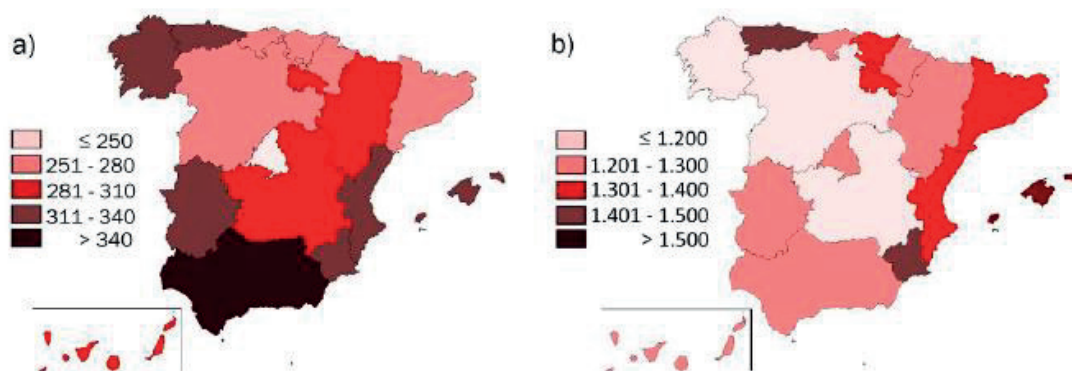 a)
≤ 250
251 - 280
281 - 310
311 - 340
> 340
b)
≤ 1.200
1.201 - 1.300
1.301 - 1.400
1.401 - 1.500
> 1.500